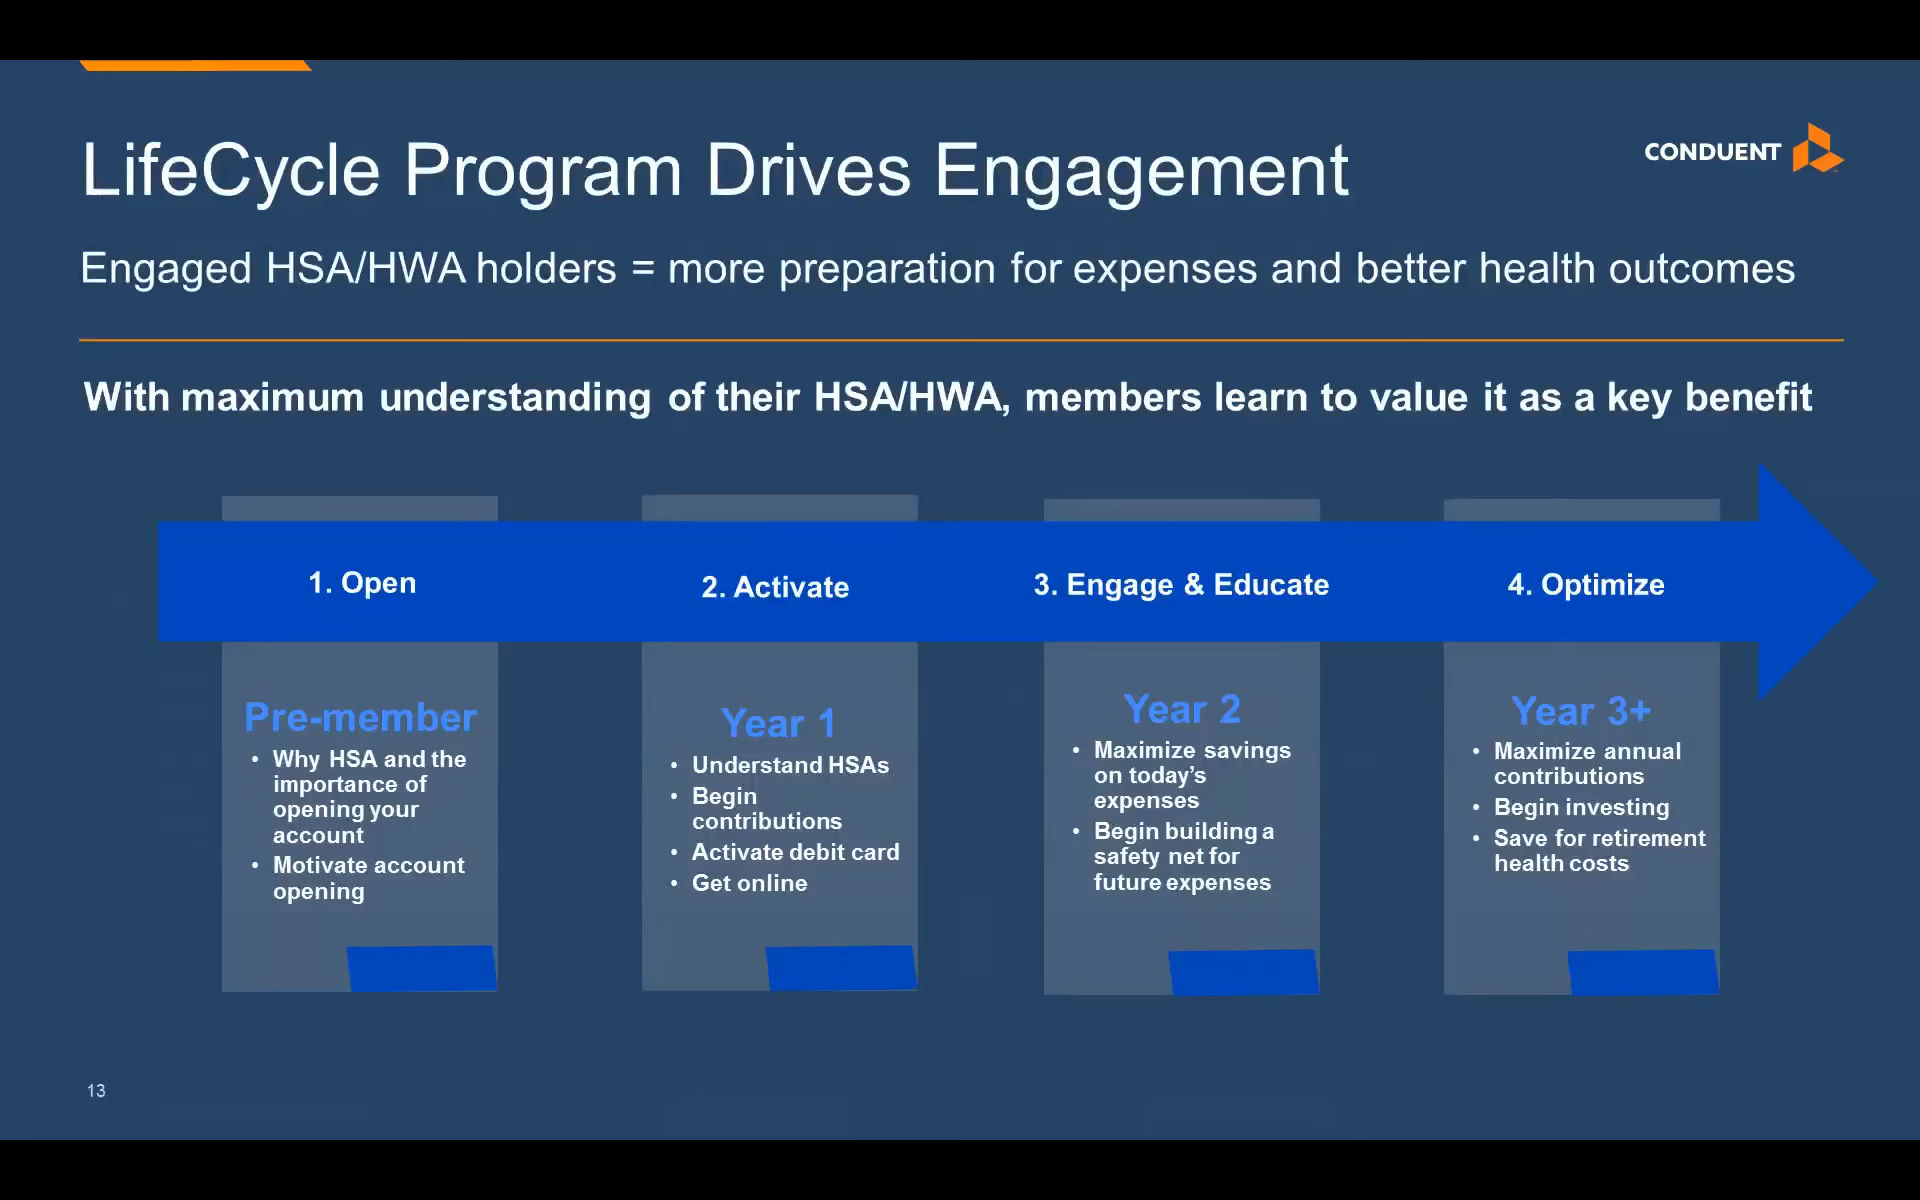 LifeCycle Program Drives Engagement
CONDUENT
Engaged HSA/HWA holders = more preparation for expenses and better health outcomes
With maximum understanding of their HSA/HWA, members learn to value it as a key benefit
1. Open
2. Activate
3. Engage & Educate
4. Optimize
Pre-member
• Why HSA and the
importance of
opening your
account
• Motivate account
opening
Year 1
• Understand HSAs
• Begin
contributions
• Activate debit card
• Get online
Year 2
• Maximize savings
on today’s
expenses
• Begin building a
safety net for
future expenses
Year 3+
• Maximize annual
contributions
• Begin investing
• Save for retirement
health costs
13